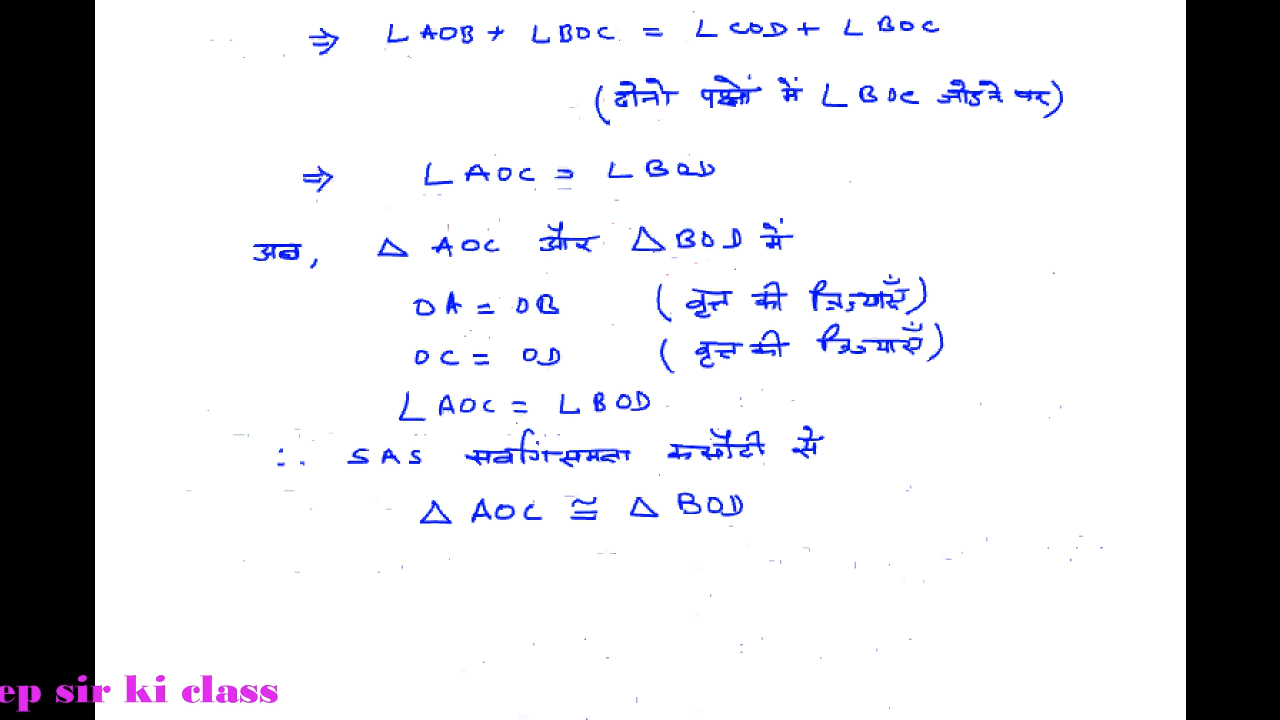 ⇒ ∠AOB + ∠BOC = ∠COD + ∠BOC
(दोनो पक्षों में ∠BOC जोडने पर)
⇒ ∠AOC = ∠BOD
अब, △ AOC और △ BOD में
OA = OB (वृत्त की त्रिज्याएँ)
OC = OD (वृत्त की त्रिज्याएँ)
∠AOC = ∠BOD
∴ SAS सर्वांगसमता कसौटी से
△ AOC ≅ △ BOD
ep sir ki class